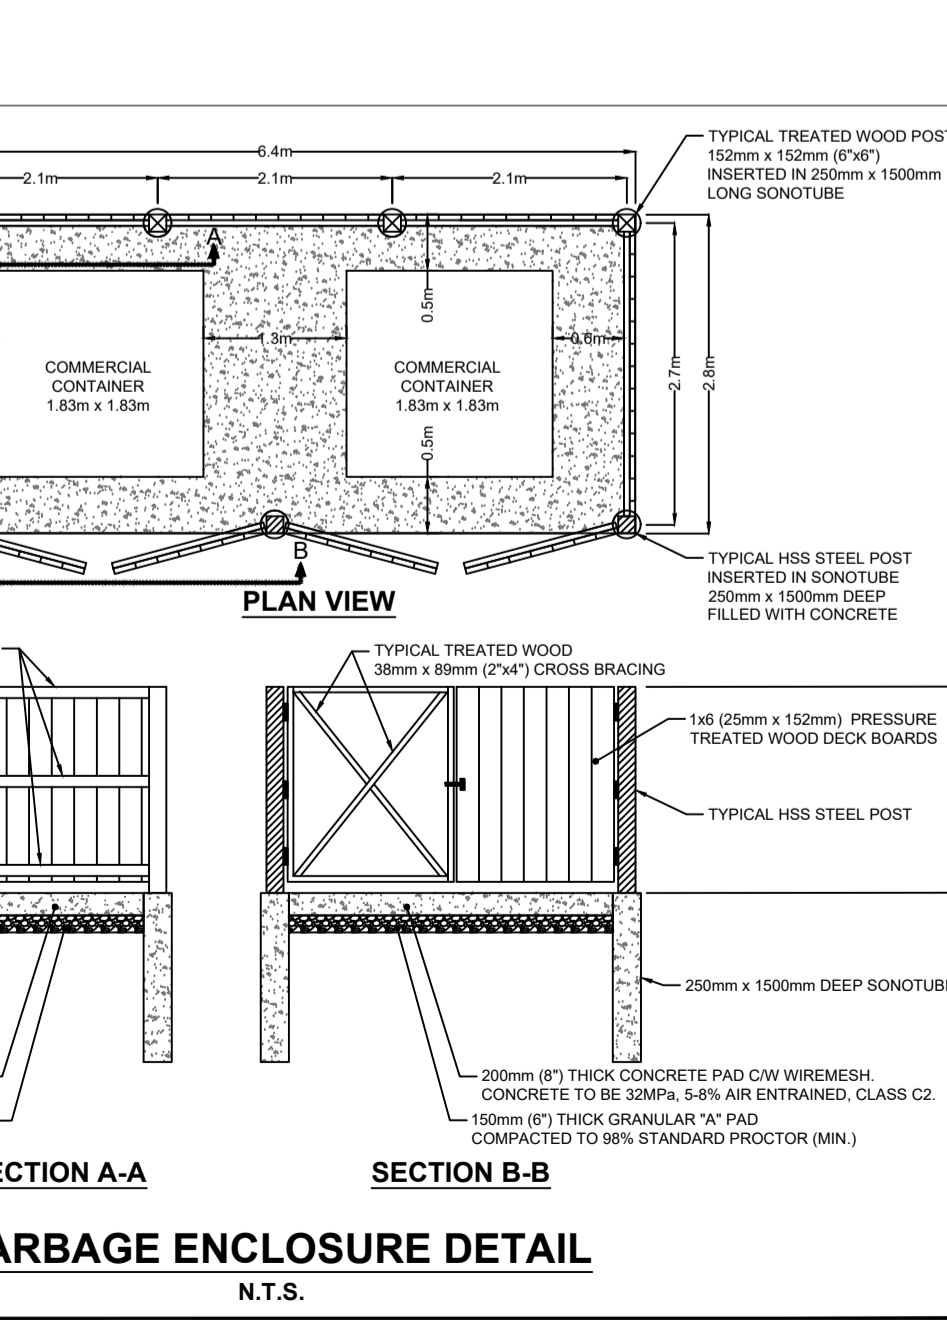 6.4m
TYPICAL TREATED WOOD POST
152mm x 152mm (6"x6")
INSERTED IN 250mm x 1500mm
LONG SONOTUBE
2.1m
2.1m
2.1m
A
0.5m
1.3m
0.6m
2.7m
2.8m
COMMERCIAL
CONTAINER
1.83m x 1.83m
COMMERCIAL
CONTAINER
1.83m x 1.83m
0.5m
B
PLAN VIEW
TYPICAL HSS STEEL POST
INSERTED IN SONOTUBE
250mm x 1500mm DEEP
FILLED WITH CONCRETE
TYPICAL TREATED WOOD
38mm x 89mm (2"x4") CROSS BRACING
1x6 (25mm x 152mm) PRESSURE
TREATED WOOD DECK BOARDS
TYPICAL HSS STEEL POST
250mm x 1500mm DEEP SONOTUBE
200mm (8") THICK CONCRETE PAD C/W WIREMESH.
CONCRETE TO BE 32MPa, 5-8% AIR ENTRAINED, CLASS C2.
150mm (6") THICK GRANULAR "A" PAD
COMPACTED TO 98% STANDARD PROCTOR (MIN.)
ECTION A-A
SECTION B-B
ARBAGE ENCLOSURE DETAIL
N.T.S.